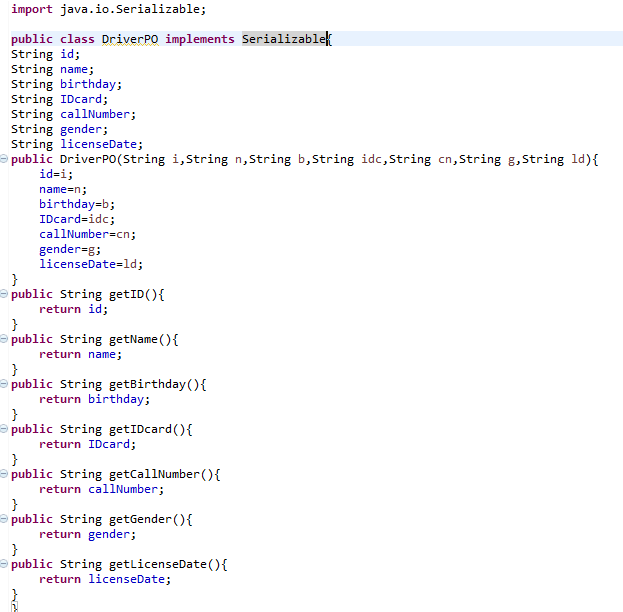 import java.io.Serializable;
public class DriverPO implements Serializable{
String id;
String name;
String birthday;
String IDcard;
String callNumber;
String gender;
String licenseDate;
public DriverPO(String i,String n,String b,String idc,String cn,String g,String ld){
    id=i;
    name=n;
    birthday=b;
    IDcard=idc;
    callNumber=cn;
    gender=g;
    licenseDate=ld;
}
public String getID(){
    return id;
}
public String getName(){
    return name;
}
public String getBirthday(){
    return birthday;
}
public String getIDcard(){
    return IDcard;
}
public String getCallNumber(){
    return callNumber;
}
public String getGender(){
    return gender;
}
public String getLicenseDate(){
    return licenseDate;
}
}